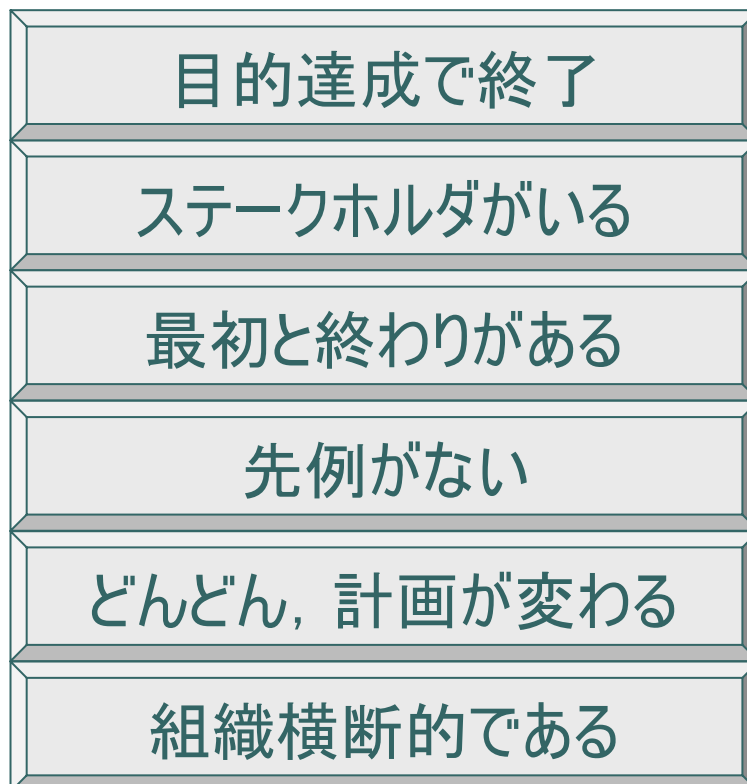 目的達成で終了
ステークホルダがいる
最初と終わりがある
先例がない
どんどん，計画が変わる
組織横断的である